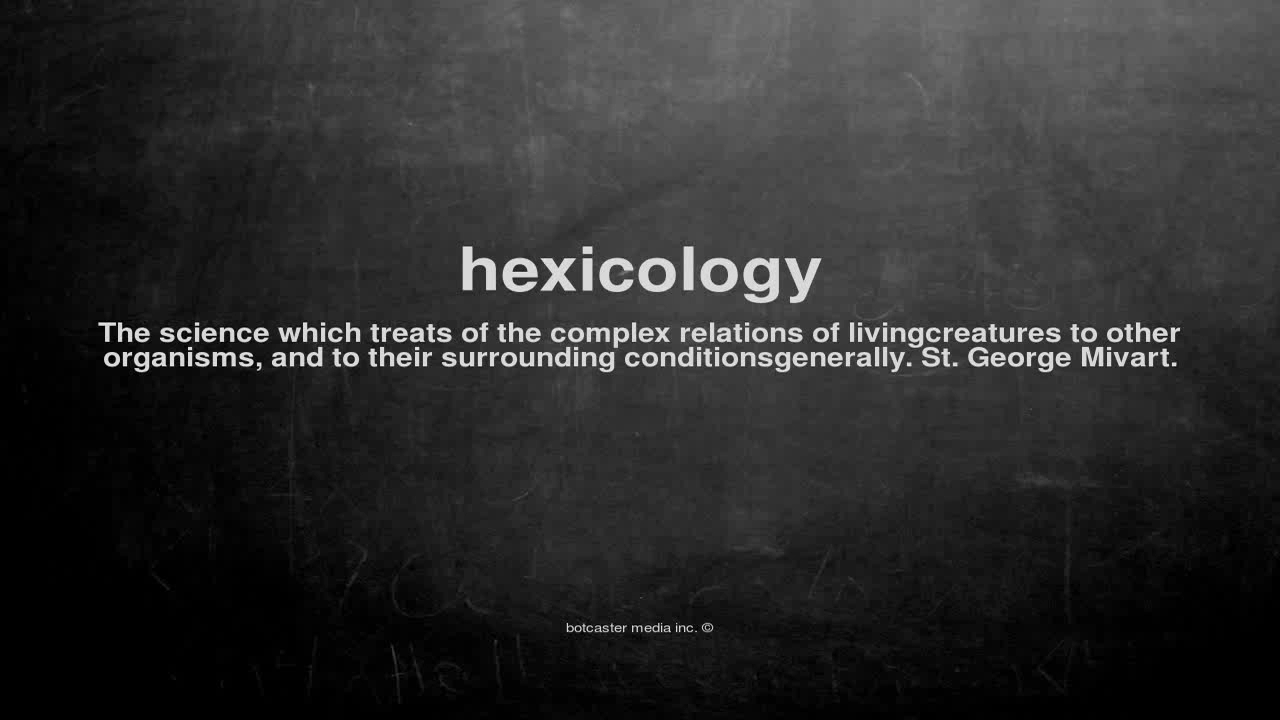 hexicology
The science which treats of the complex relations of livingcreatures to other
organisms, and to their surrounding conditionsgenerally. St. George Mivart.
botcaster media inc. ©